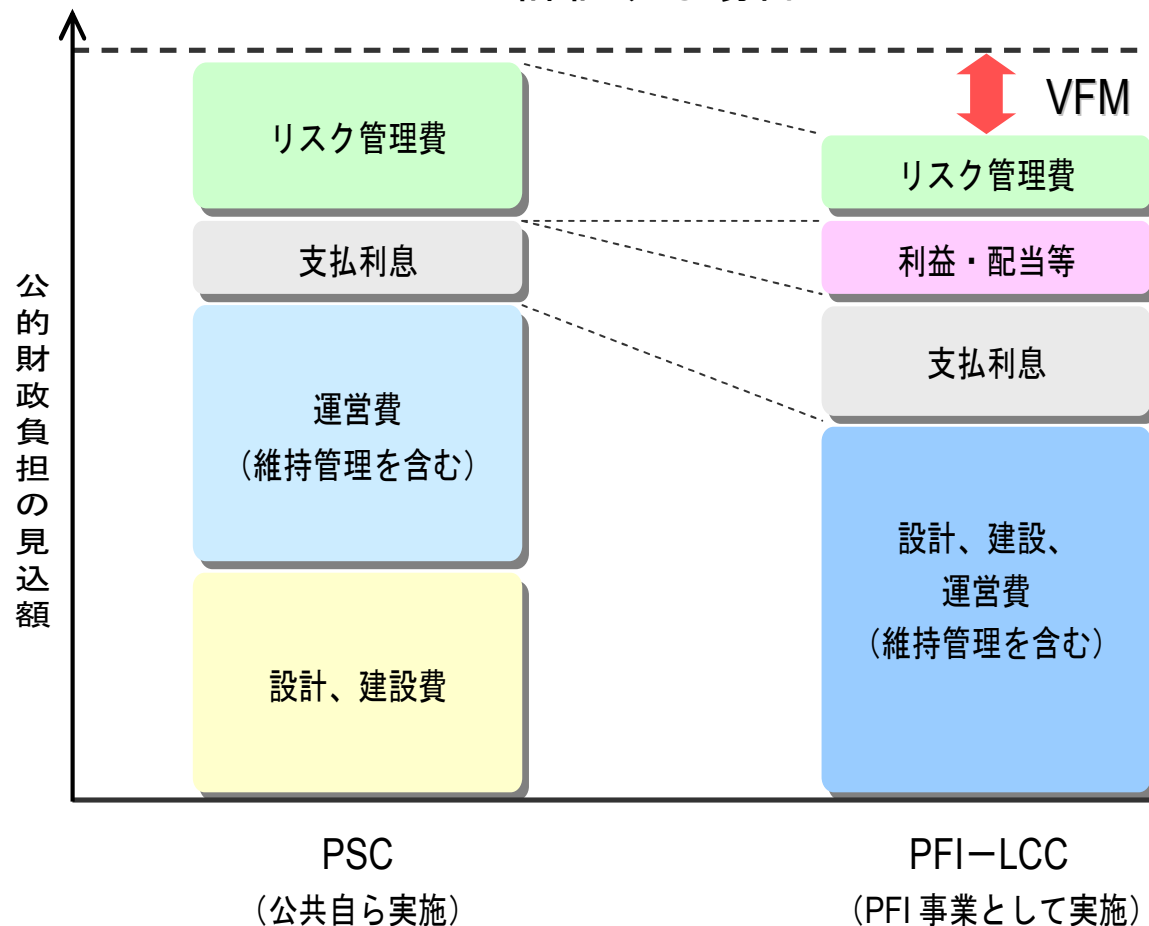 VFM
リスク管理費
リスク管理費
支払利息
利益・配当等
公的財政負担の見込額
運営費
(維持管理を含む)
支払利息
設計、建設費
設計、建設、
運営費
(維持管理を含む)
PSC
(公共自ら実施)
PFI−LCC
(PFI 事業として実施)